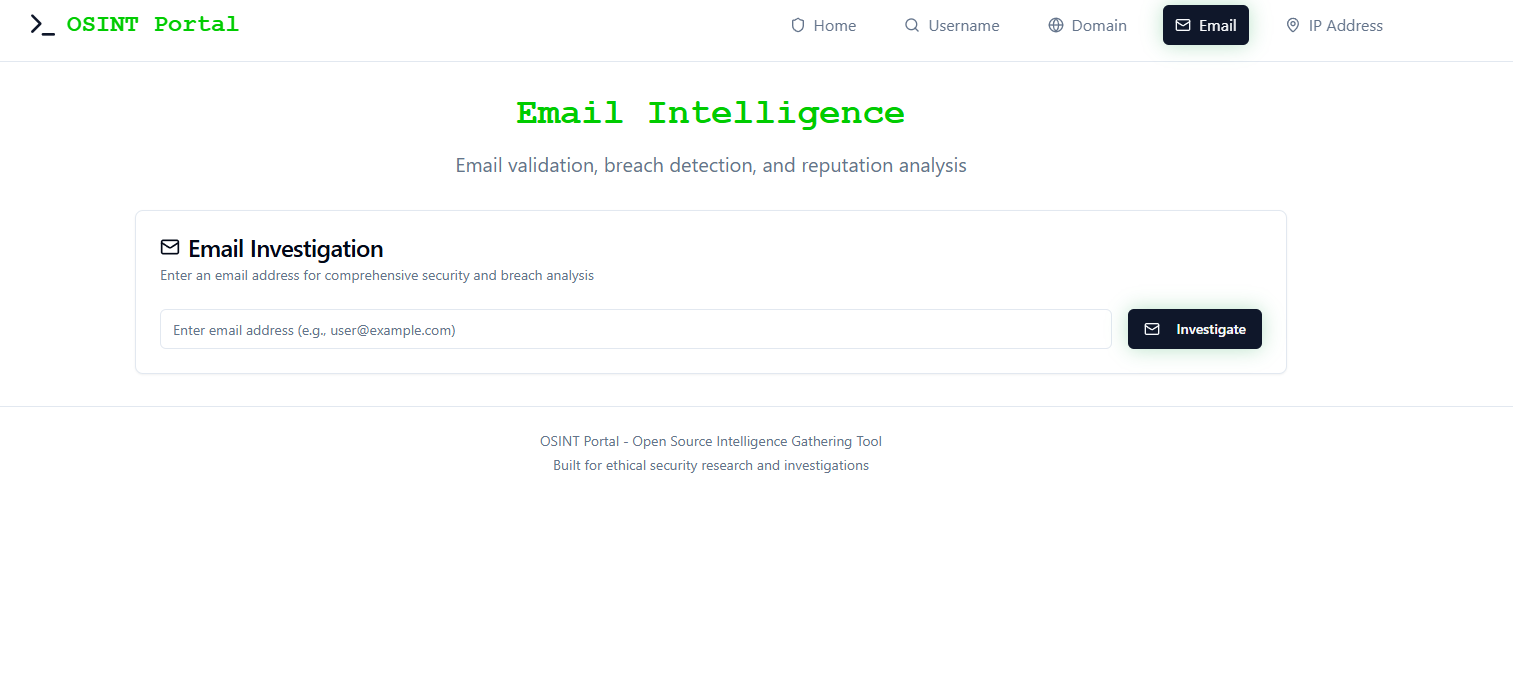 >_ OSINT Portal
Home Username Domain Email IP Address
Email Intelligence
Email validation, breach detection, and reputation analysis
Email Investigation
Enter an email address for comprehensive security and breach analysis
Enter email address (e.g., user@example.com) Investigate
OSINT Portal - Open Source Intelligence Gathering Tool
Built for ethical security research and investigations